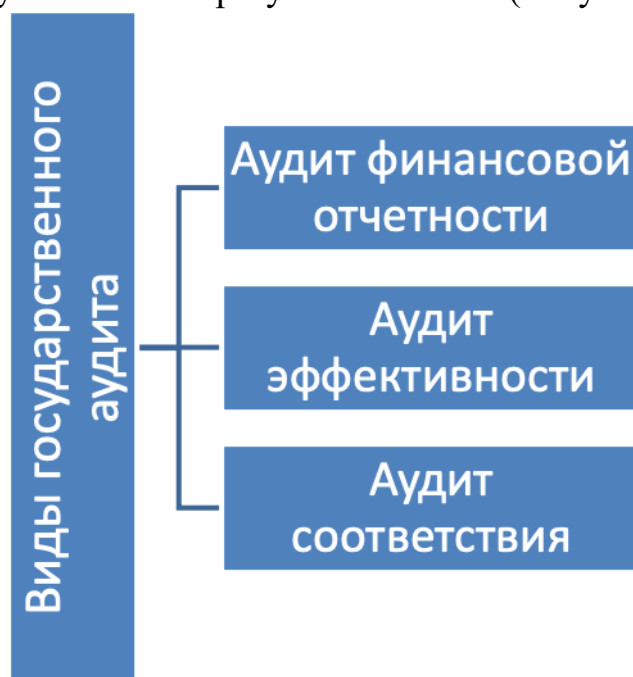 Виды государственного
аудита
Аудит финансовой
отчетности
Аудит
эффективности
Аудит
соответствия